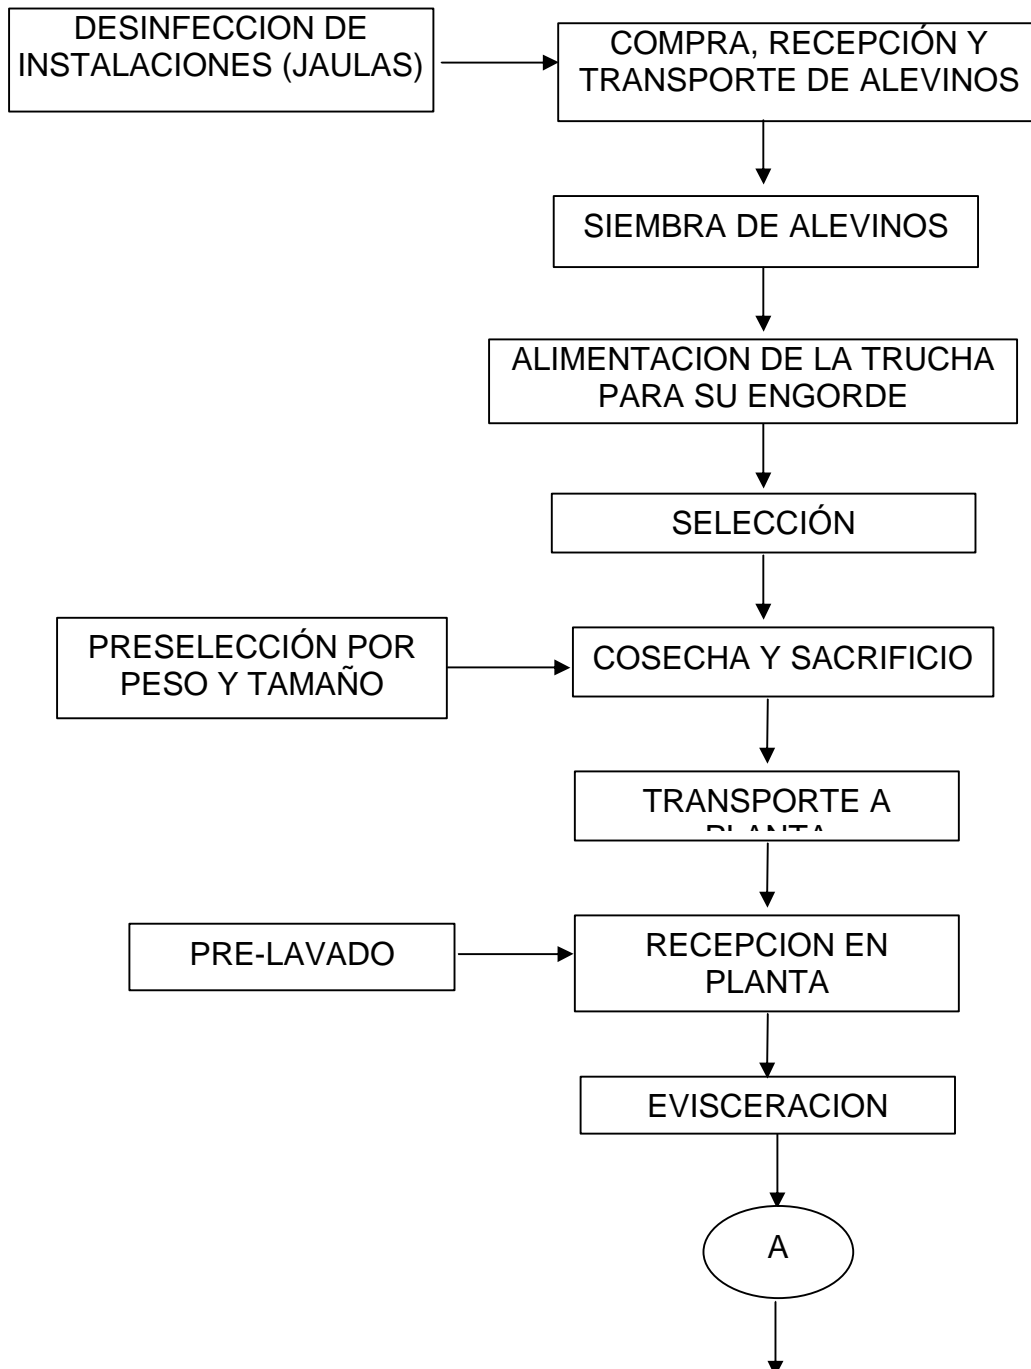 DESINFECCION DE
INSTALACIONES (JAULAS)
COMPRA, RECEPCIÓN Y
TRANSPORTE DE ALEVINOS
SIEMBRA DE ALEVINOS
ALIMENTACION DE LA TRUCHA
PARA SU ENGORDE
SELECCIÓN
PRESELECCIÓN POR
PESO Y TAMAÑO
COSECHA Y SACRIFICIO
TRANSPORTE A
PLANTA
PRE-LAVADO
RECEPCION EN
PLANTA
EVISCERACION
A